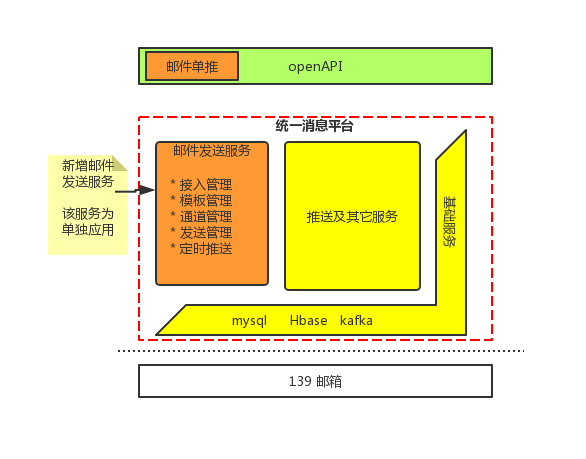 邮件单推
openAPI
统一消息平台
新增邮件
发送服务
该服务为
单独应用
邮件发送服务
* 接入管理
* 模板管理
* 通道管理
* 发送管理
* 定时推送
推送及其它服务
基础服务
mysql Hbase kafka
139 邮箱